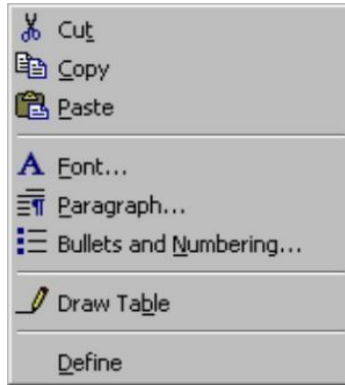 Cut
Copy
Paste
Font...
Paragraph...
Bullets and Numbering...
Draw Table
Define